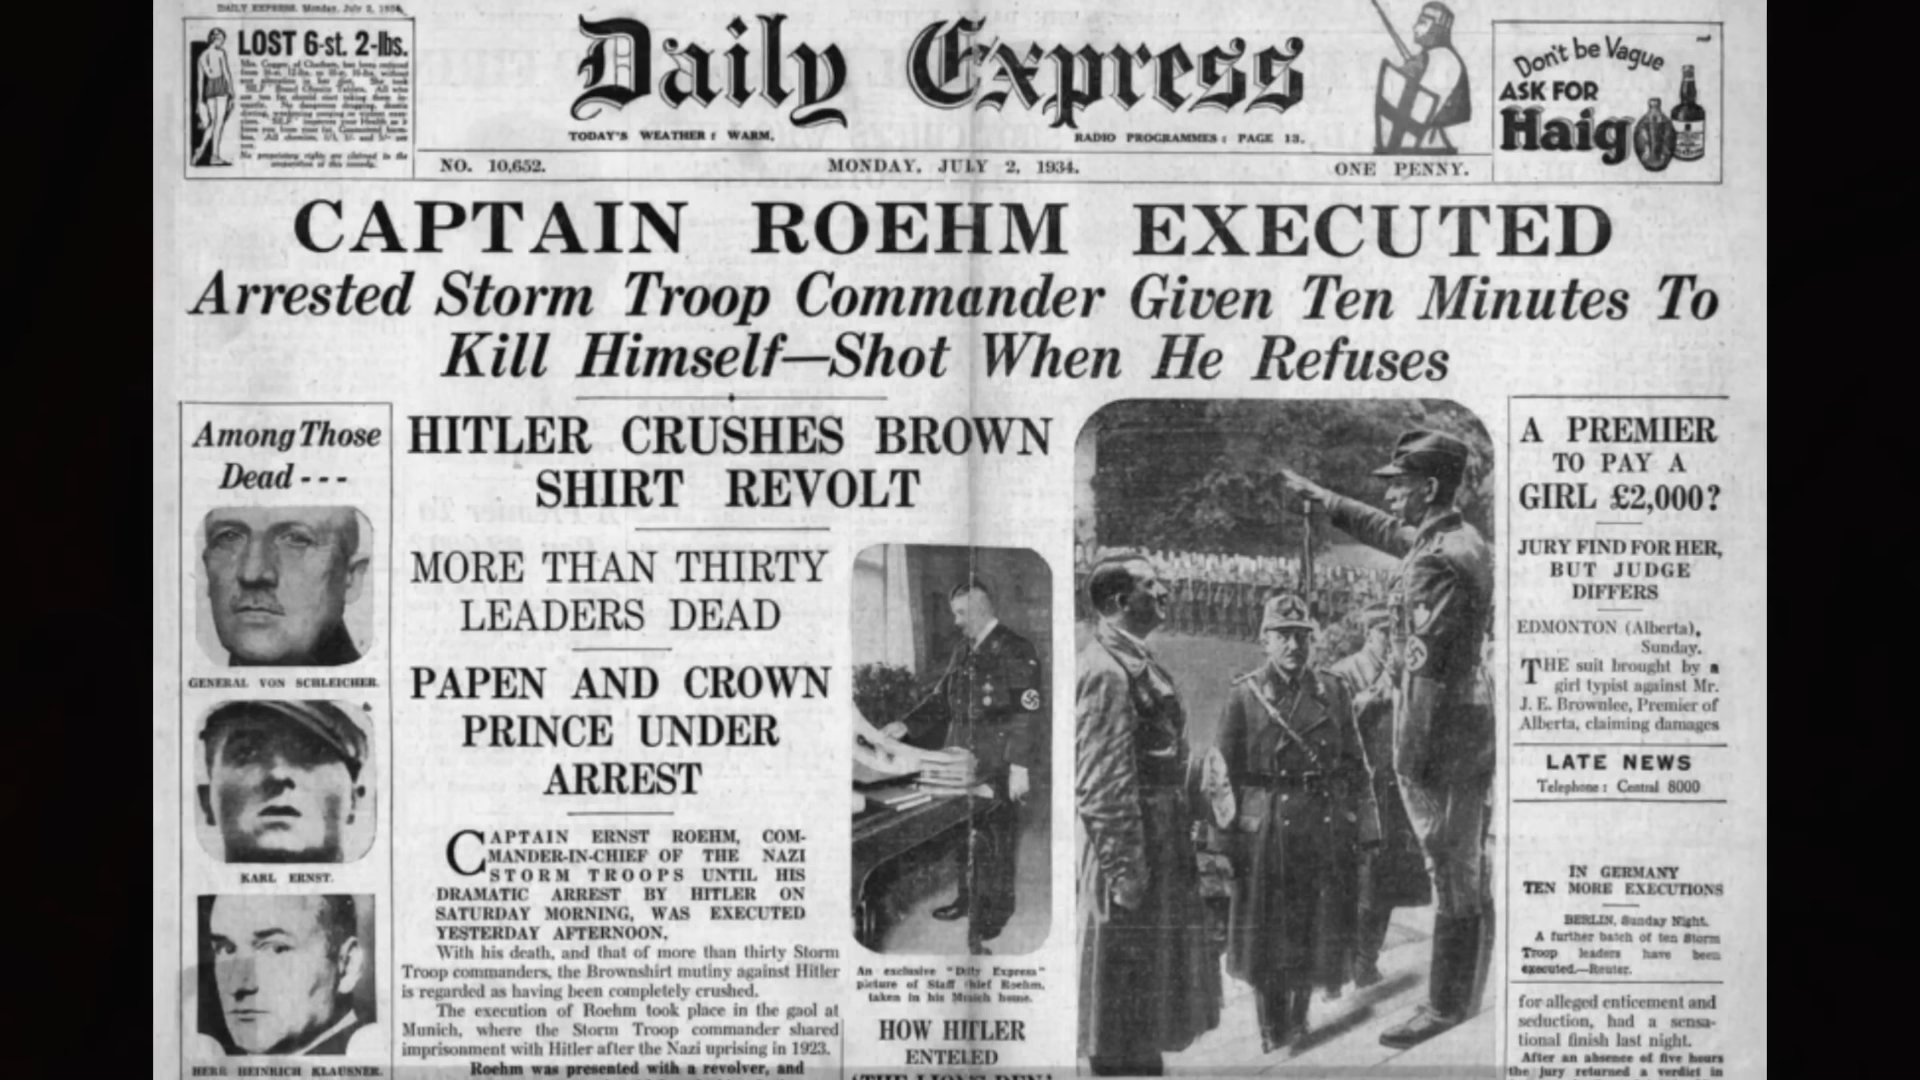 DAILY EXPRESS. Monday, July 2, 1934.
LOST 6-st. 2-lbs.
Daily Express
TODAY'S WEATHER : WARM.
RADIO PROGRAMMES : PAGE 13.
Don't be Vague
ASK FOR
Haig
NO. 10,652.
MONDAY, JULY 2, 1934.
ONE PENNY.
CAPTAIN ROEHM EXECUTED
Arrested Storm Troop Commander Given Ten Minutes To
Kill Himself—Shot When He Refuses
Among Those
Dead - - -
GENERAL VON SCHLEICHER.
KARL ERNST.
HERR HEINRICH KLAUSNER.
HITLER CRUSHES BROWN
SHIRT REVOLT
MORE THAN THIRTY
LEADERS DEAD
PAPEN AND CROWN
PRINCE UNDER
ARREST
CAPTAIN ERNST ROEHM, COM-
MANDER-IN-CHIEF OF THE NAZI
STORM TROOPS UNTIL HIS
DRAMATIC ARREST BY HITLER ON
SATURDAY MORNING, WAS EXECUTED
YESTERDAY AFTERNOON.
With his death, and that of more than thirty Storm
Troop commanders, the Brownshirt mutiny against Hitler
is regarded as having been completely crushed.
The execution of Roehm took place in the gaol at
Munich, where the Storm Troop commander shared
imprisonment with Hitler after the Nazi uprising in 1923.
Roehm was presented with a revolver, and
An exclusive "Daily Express"
picture of Staff Chief Roehm,
taken in his Munich home.
HOW HITLER
ENTERED
'THE LIONS DEN'
A PREMIER
TO PAY A
GIRL £2,000?
JURY FIND FOR HER,
BUT JUDGE
DIFFERS
EDMONTON (Alberta),
Sunday.
THE suit brought by a
girl typist against Mr.
J. E. Brownlee, Premier of
Alberta, claiming damages
LATE NEWS
Telephone : Central 8000
IN GERMANY
TEN MORE EXECUTIONS
BERLIN, Sunday Night.
A further batch of ten Storm
Troop leaders have been
executed.—Reuter.
for alleged enticement and
seduction, had a sensa-
tional finish last night.
After an absence of five hours
the jury returned a verdict in